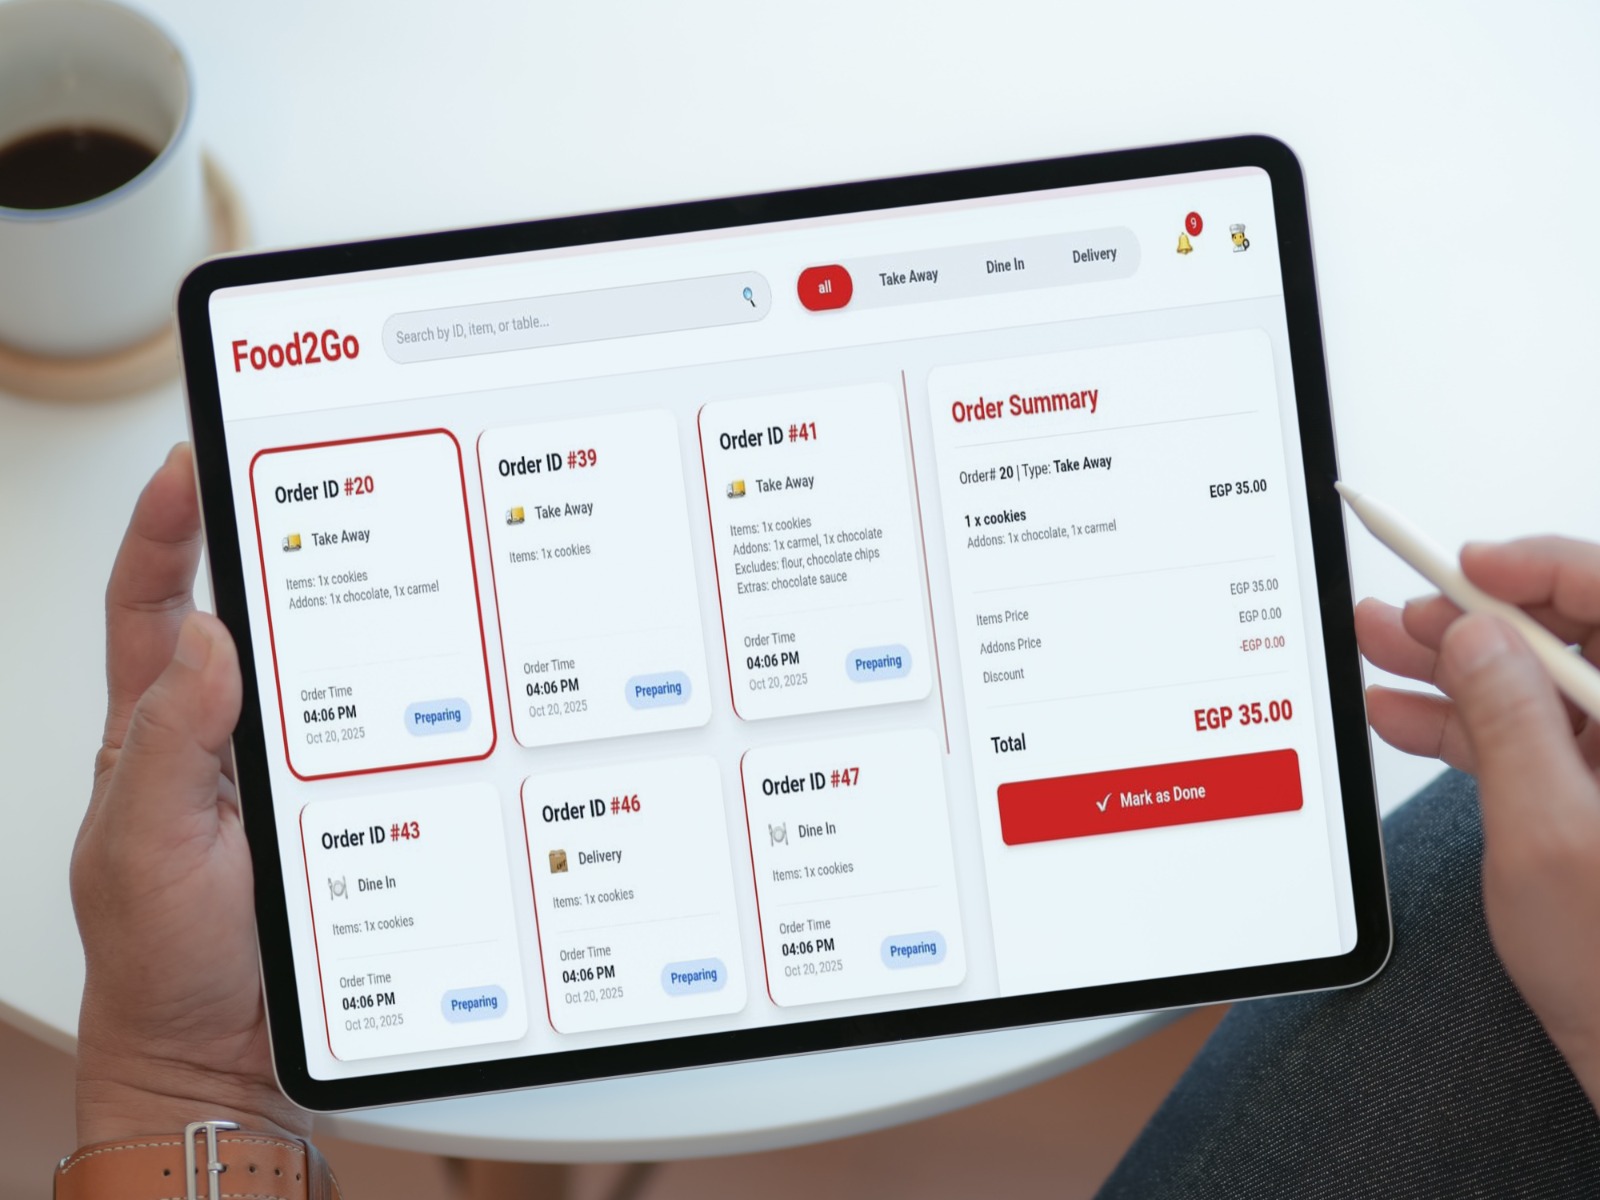 Food2Go
Search by ID, item, or table...
all
Take Away
Dine In
Delivery
9
Order ID #20
Take Away
Items: 1x cookies
Addons: 1x chocolate, 1x carmel
Order Time
04:06 PM
Oct 20, 2025
Preparing
Order ID #39
Take Away
Items: 1x cookies
Order Time
04:06 PM
Oct 20, 2025
Preparing
Order ID #41
Take Away
Items: 1x cookies
Addons: 1x carmel, 1x chocolate
Excludes: flour, chocolate chips
Extras: chocolate sauce
Order Time
04:06 PM
Oct 20, 2025
Preparing
Order ID #43
Dine In
Items: 1x cookies
Order Time
04:06 PM
Oct 20, 2025
Preparing
Order ID #46
Delivery
Items: 1x cookies
Order Time
04:06 PM
Oct 20, 2025
Preparing
Order ID #47
Dine In
Items: 1x cookies
Order Time
04:06 PM
Oct 20, 2025
Preparing
Order Summary
Order# 20 | Type: Take Away
EGP 35.00
1 x cookies
Addons: 1x chocolate, 1x carmel
Items Price EGP 35.00
Addons Price EGP 0.00
Discount -EGP 0.00
Total EGP 35.00
✓ Mark as Done